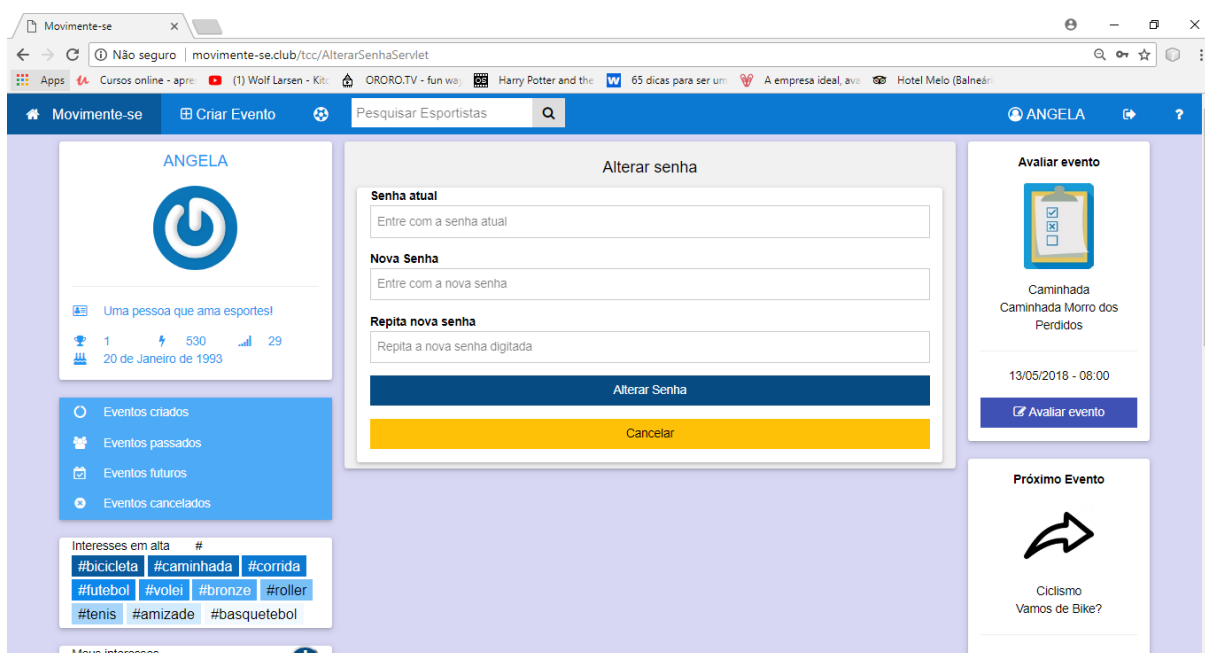 Movimente-se
Não seguro | movimente-se.club/tcc/AlterarSenhaServlet
Apps Cursos online - apre (1) Wolf Larsen - Kitc ORORO.TV - fun way Harry Potter and the 65 dicas para ser um A empresa ideal, ava Hotel Melo (Balneári
Movimente-se Criar Evento Pesquisar Esportistas ANGELA ?
ANGELA
Uma pessoa que ama esportes!
1 530 29
20 de Janeiro de 1993
Eventos criados
Eventos passados
Eventos futuros
Eventos cancelados
Interesses em alta #
#bicicleta #caminhada #corrida
#futebol #volei #bronze #roller
#tenis #amizade #basquetebol
Meus interesses
Alterar senha
Senha atual
Entre com a senha atual
Nova Senha
Entre com a nova senha
Repita nova senha
Repita a nova senha digitada
Alterar Senha
Cancelar
Avaliar evento
Caminhada
Caminhada Morro dos
Perdidos
13/05/2018 - 08:00
Avaliar evento
Próximo Evento
Ciclismo
Vamos de Bike?